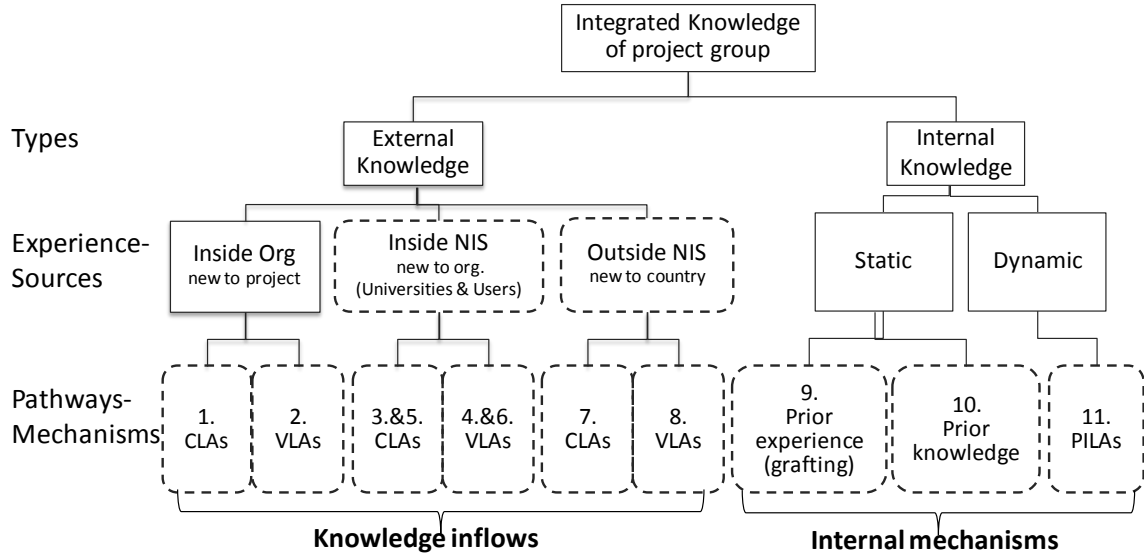 Integrated Knowledge
of project group
Types
External
Knowledge
Internal
Knowledge
Experience-
Sources
Inside Org
new to project
Inside NIS
new to org.
(Universities & Users)
Outside NIS
new to country
Static
Dynamic
Pathways-
Mechanisms
1.
CLAs
2.
VLAs
3.&5.
CLAs
4.&6.
VLAs
7.
CLAs
8.
VLAs
9.
Prior
experience
(grafting)
10.
Prior
knowledge
11.
PILAs
Knowledge inflows
Internal mechanisms